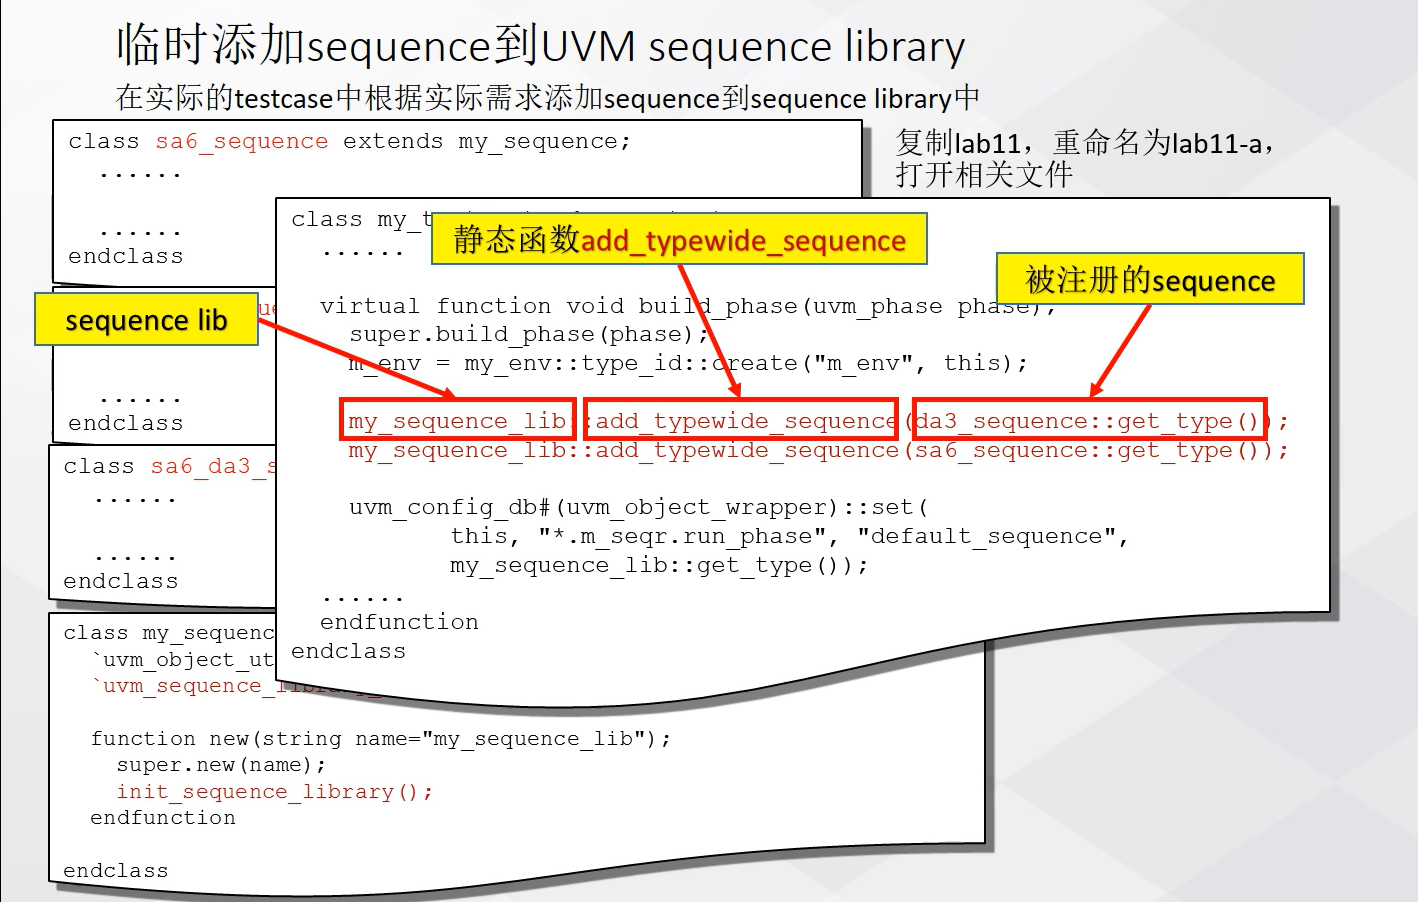 临时添加sequence到UVM sequence library
在实际的testcase中根据实际需求添加sequence到sequence library中
复制lab11，重命名为lab11-a，
打开相关文件
class sa6_sequence extends my_sequence;
......
......
endclass
sequence lib
......
endclass
class sa6_da3_s
......
......
endclass
class my_sequenc
`uvm_object_ut
`uvm_sequence_
function new(string name="my_sequence_lib");
super.new(name);
init_sequence_library();
endfunction
endclass
class my_t
静态函数add_typewide_sequence
......
被注册的sequence
virtual function void build_phase(uvm_phase phase);
super.build_phase(phase);
m_env = my_env::type_id::create("m_env", this);
my_sequence_lib::add_typewide_sequence(da3_sequence::get_type());
my_sequence_lib::add_typewide_sequence(sa6_sequence::get_type());
uvm_config_db#(uvm_object_wrapper)::set(
this, "*.m_seqr.run_phase", "default_sequence",
my_sequence_lib::get_type());
......
endfunction
endclass